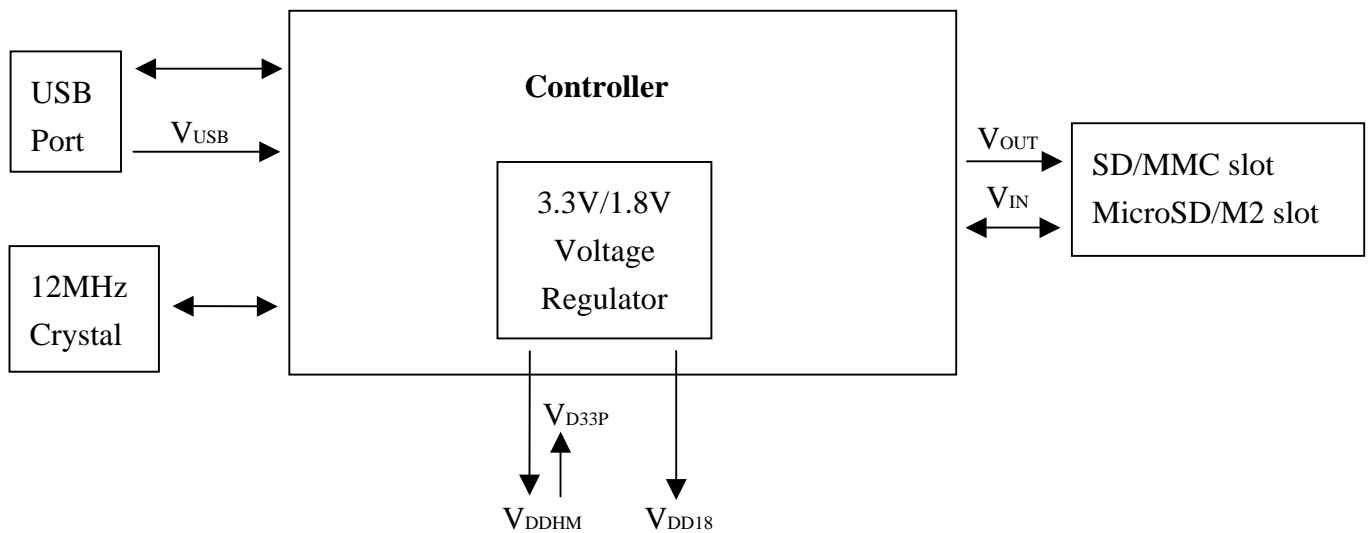 Controller
USB
Port
VUSB
12MHz
Crystal
3.3V/1.8V
Voltage
Regulator
VOUT
VIN
SD/MMC slot
MicroSD/M2 slot
VD33P
VDDHM
VDD18